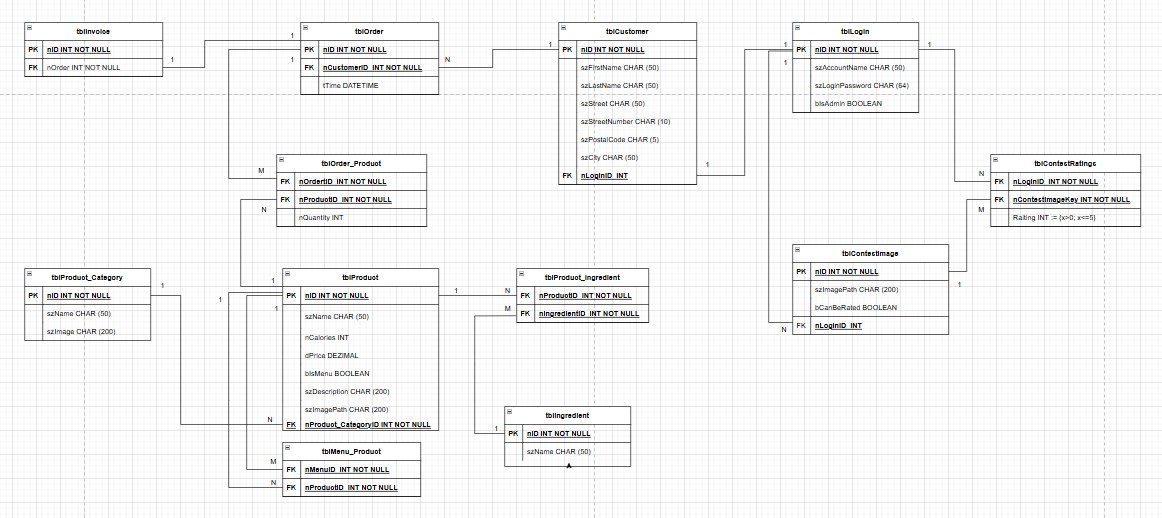 tblInvoice
PK nID INT NOT NULL
FK nOrder INT NOT NULL
1
1
tblOrder
PK nID INT NOT NULL
1
FK nCustomerID INT NOT NULL
tTime DATETIME
N
1
tblCustomer
PK nID INT NOT NULL
szFirstName CHAR (50)
szLastName CHAR (50)
szStreet CHAR (50)
szStreetNumber CHAR (10)
szPostalCode CHAR (5)
szCity CHAR (50)
FK nLoginID INT
1
1
1
tblLogin
PK nID INT NOT NULL
szAccountName CHAR (50)
szLoginPassword CHAR (64)
bIsAdmin BOOLEAN
1
M
N
tblOrder_Product
FK nOrtertID INT NOT NULL
FK nProductID INT NOT NULL
nQuantity INT
N
M
tblContestRatings
FK nLoginID INT NOT NULL
FK nContestImageKey INT NOT NULL
Raiting INT := {x>0; x<=5}
tblContestImage
PK nID INT NOT NULL
szImagePath CHAR (200)
bCanBeRated BOOLEAN
FK nLoginID INT
1
N
tblProduct_Category
PK nID INT NOT NULL
szName CHAR (50)
szImage CHAR (200)
1
1
1
1
N
tblProduct
PK nID INT NOT NULL
szName CHAR (50)
nCalories INT
dPrice DEZIMAL
bIsMenu BOOLEAN
szDescription CHAR (200)
szImagePath CHAR (200)
FK nProduct_CategoryID INT NOT NULL
1
N
M
tblProduct_Ingredient
FK nProductID INT NOT NULL
FK nIngredientID INT NOT NULL
1
tblIngredient
PK nID INT NOT NULL
szName CHAR (50)
M
N
tblMenu_Product
FK nMenuID INT NOT NULL
FK nProductID INT NOT NULL